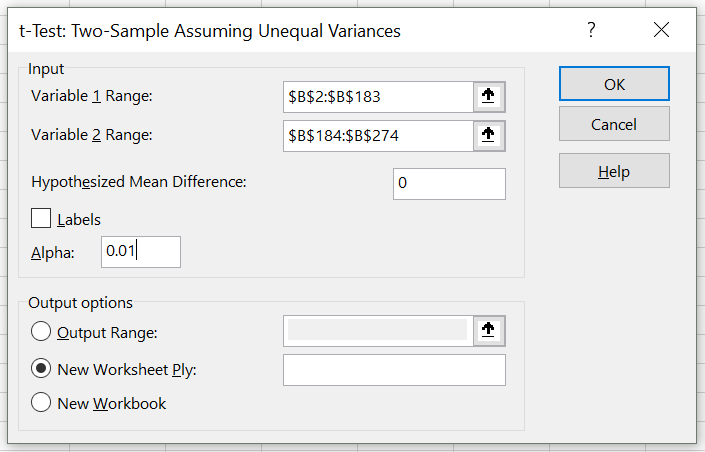 t-Test: Two-Sample Assuming Unequal Variances ?
Input
Variable 1 Range: $B$2:$B$183
Variable 2 Range: $B$184:$B$274
Hypothesized Mean Difference: 0
Labels
Alpha: 0.01
OK
Cancel
Help
Output options
Output Range:
New Worksheet Ply:
New Workbook